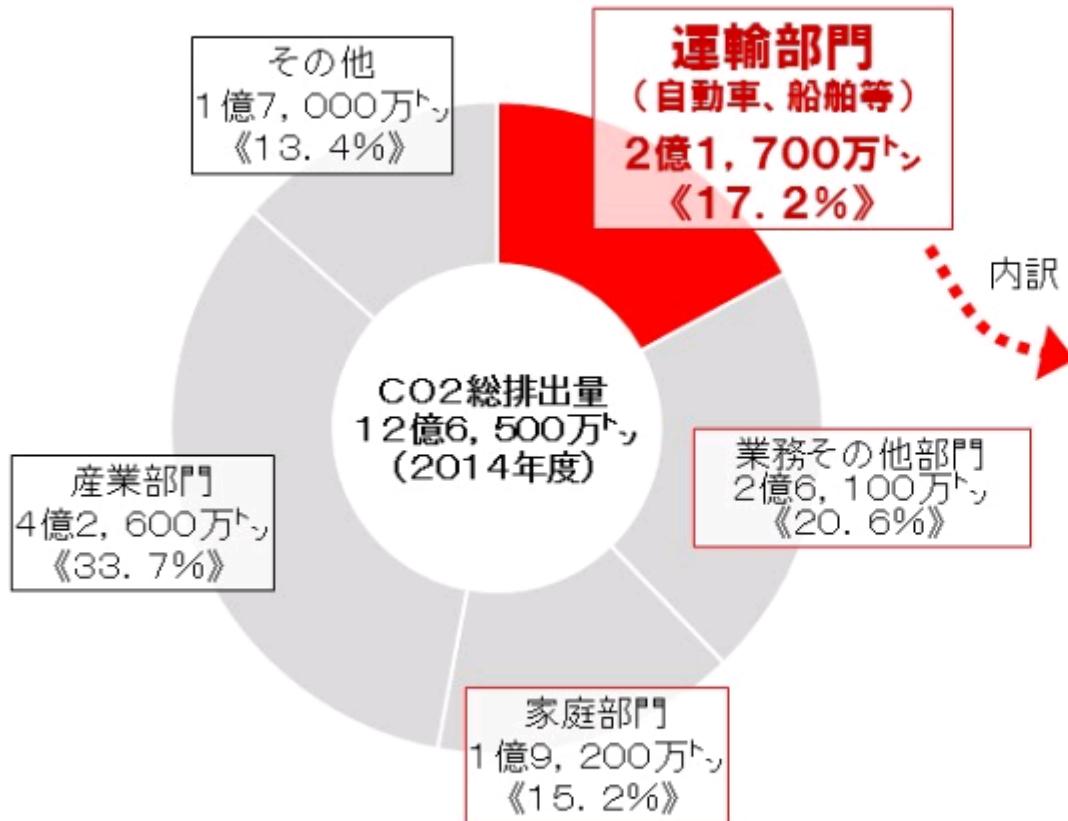 運輸部門
(自動車、船舶等)
2億1,700万トン
《17.2%》
その他
1億7,000万トン
《13.4%》
内訳
CO2総排出量
12億6,500万トン
(2014年度)
業務その他部門
2億6,100万トン
《20.6%》
産業部門
4億2,600万トン
《33.7%》
家庭部門
1億9,200万トン
《15.2%》